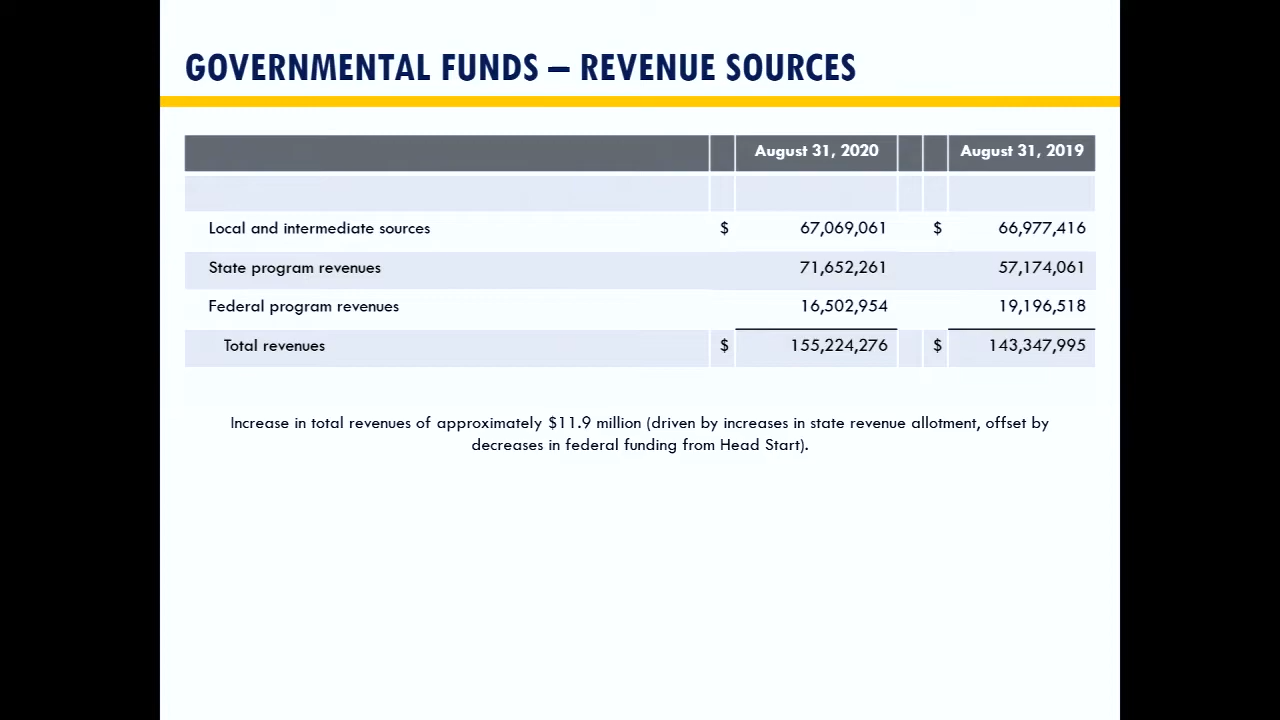 GOVERNMENTAL FUNDS – REVENUE SOURCES
August 31, 2020 August 31, 2019
Local and intermediate sources $ 67,069,061 $ 66,977,416
State program revenues 71,652,261 57,174,061
Federal program revenues 16,502,954 19,196,518
Total revenues $ 155,224,276 $ 143,347,995
Increase in total revenues of approximately $11.9 million (driven by increases in state revenue allotment, offset by
decreases in federal funding from Head Start).